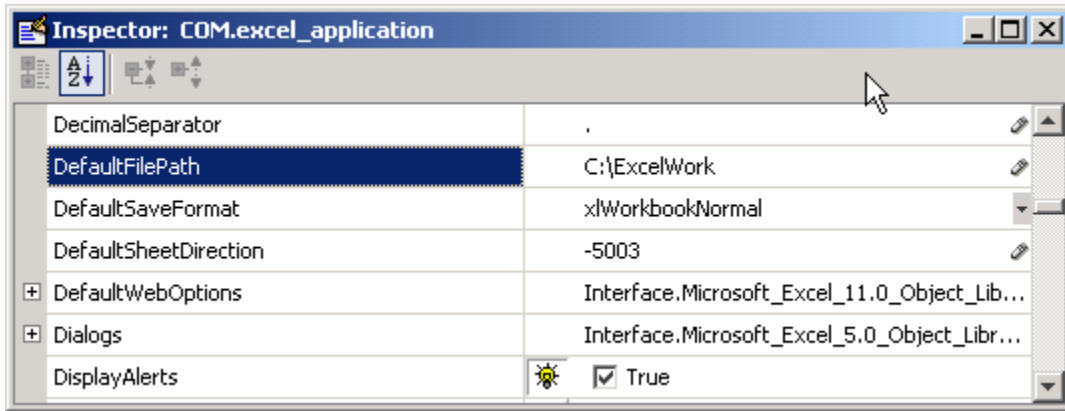 Inspector: COM.excel_application
DecimalSeparator .
DefaultFilePath C:\ExcelWork
DefaultSaveFormat xlWorkbookNormal
DefaultSheetDirection -5003
DefaultWebOptions Interface.Microsoft_Excel_11.0_Object_Lib...
Dialogs Interface.Microsoft_Excel_5.0_Object_Libr...
DisplayAlerts True